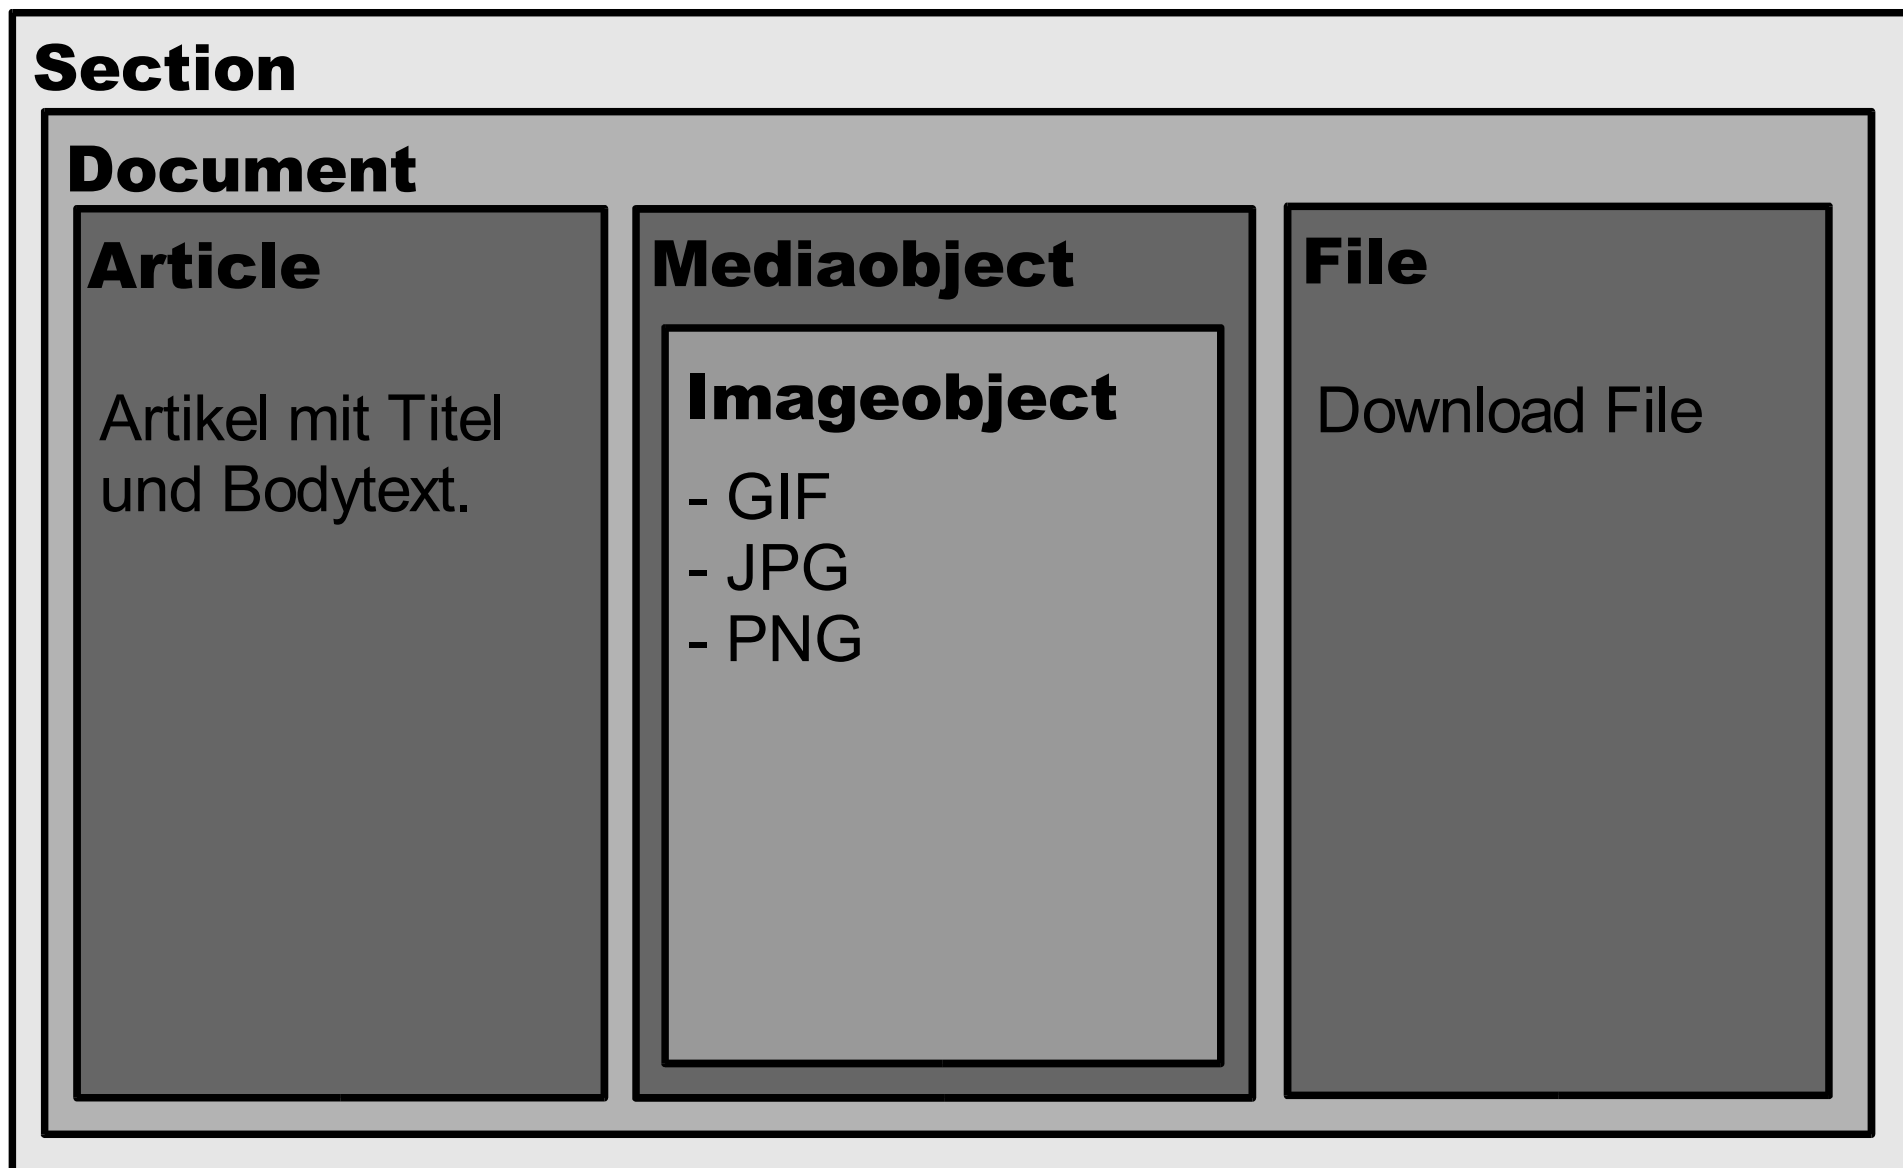 Section
Document
Article
Artikel mit Titel
und Bodytext.
Mediaobject
Imageobject
- GIF
- JPG
- PNG
File
Download File